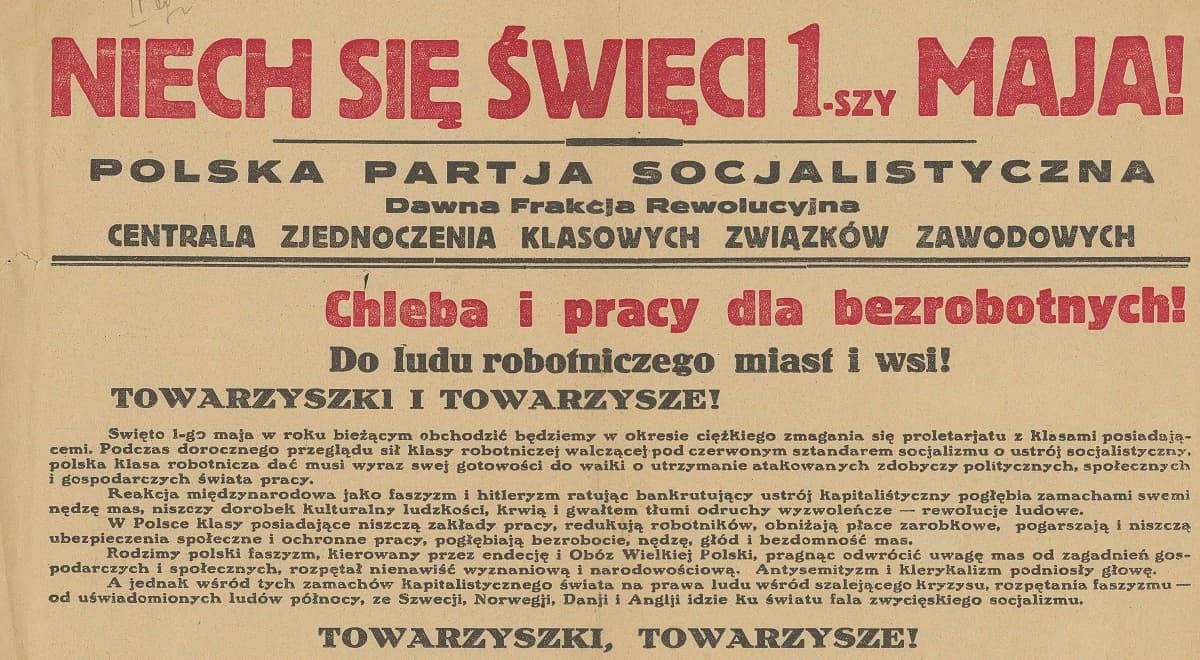 NIECH SIĘ ŚWIĘCI 1-SZY MAJA!
POLSKA PARTJA SOCJALISTYCZNA
Dawna Frakcja Rewolucyjna
CENTRALA ZJEDNOCZENIA KLASOWYCH ZWIĄZKÓW ZAWODOWYCH
Chleba i pracy dla bezrobotnych!
Do ludu robotniczego miast i wsi!
TOWARZYSZKI I TOWARZYSZE!
Swięto 1-go maja w roku bieżącym obchodzić będziemy w okresie ciężkiego zmagania się proletarjatu z klasami posiadają-
cemi. Podczas dorocznego przeglądu sił klasy robotniczej walczącej pod czerwonym sztandarem socjalizmu o ustrój socjalistyczny,
polska klasa robotnicza dać musi wyraz swej gotowości do walki o utrzymanie atakowanych zdobyczy politycznych, społecznych
i gospodarczych świata pracy.
Reakcja międzynarodowa jako faszyzm i hitleryzm ratując bankrutujący ustrój kapitaliśtyczny pogłębia zamachami swemi
nędzę mas, niszczy dorobek kulturalny ludzkości, krwią i gwałtem tłumi odruchy wyzwoleńcze — rewolucje ludowe.
W Polsce klasy posiadające niszczą zakłady pracy, redukują robotników, obniżają płace zarobkowe, pogarszają i niszczą
ubezpieczenia społeczne i ochronne pracy, pogłębiają bezrobocie, nędzę, głód i bezdomność mas.
Rodzimy polski faszyzm, kierowany przez endecję i Obóz Wielkiej Polski, pragnąc odwrócić uwagę mas od zagadnień gos-
podarczych i społecznych, rozpętał nienawiść wyznaniową i narodowościową. Antysemityzm i klerykalizm podniosły głowę.
A jednak wśród tych zamachów kapitalistycznego świata na prawa ludu wśród szalejącego kryzysu, rozpętania faszyzmu —
od uświadomionych ludów północy, ze Szwecji, Norwegji, Danji i Anglji idzie ku światu fala zwycięskiego socjalizmu.
TOWARZYSZKI, TOWARZYSZE!